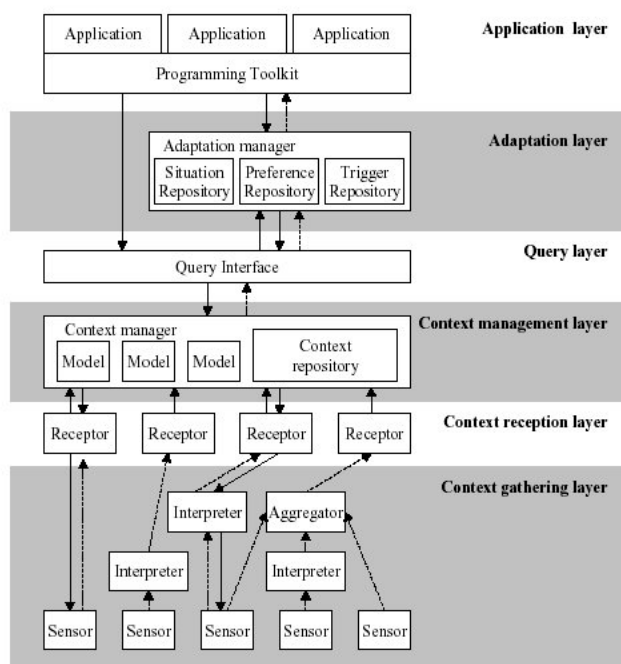 Application Application Application Application layer
Programming Toolkit
Adaptation layer
Adaptation manager
Situation Repository
Preference Repository
Trigger Repository
Query layer
Query Interface
Context management layer
Context manager
Model Model Model
Context
repository
Receptor Receptor Receptor Receptor Context reception layer
Context gathering layer
Interpreter Aggregator
Interpreter Interpreter
Sensor Sensor Sensor Sensor Sensor